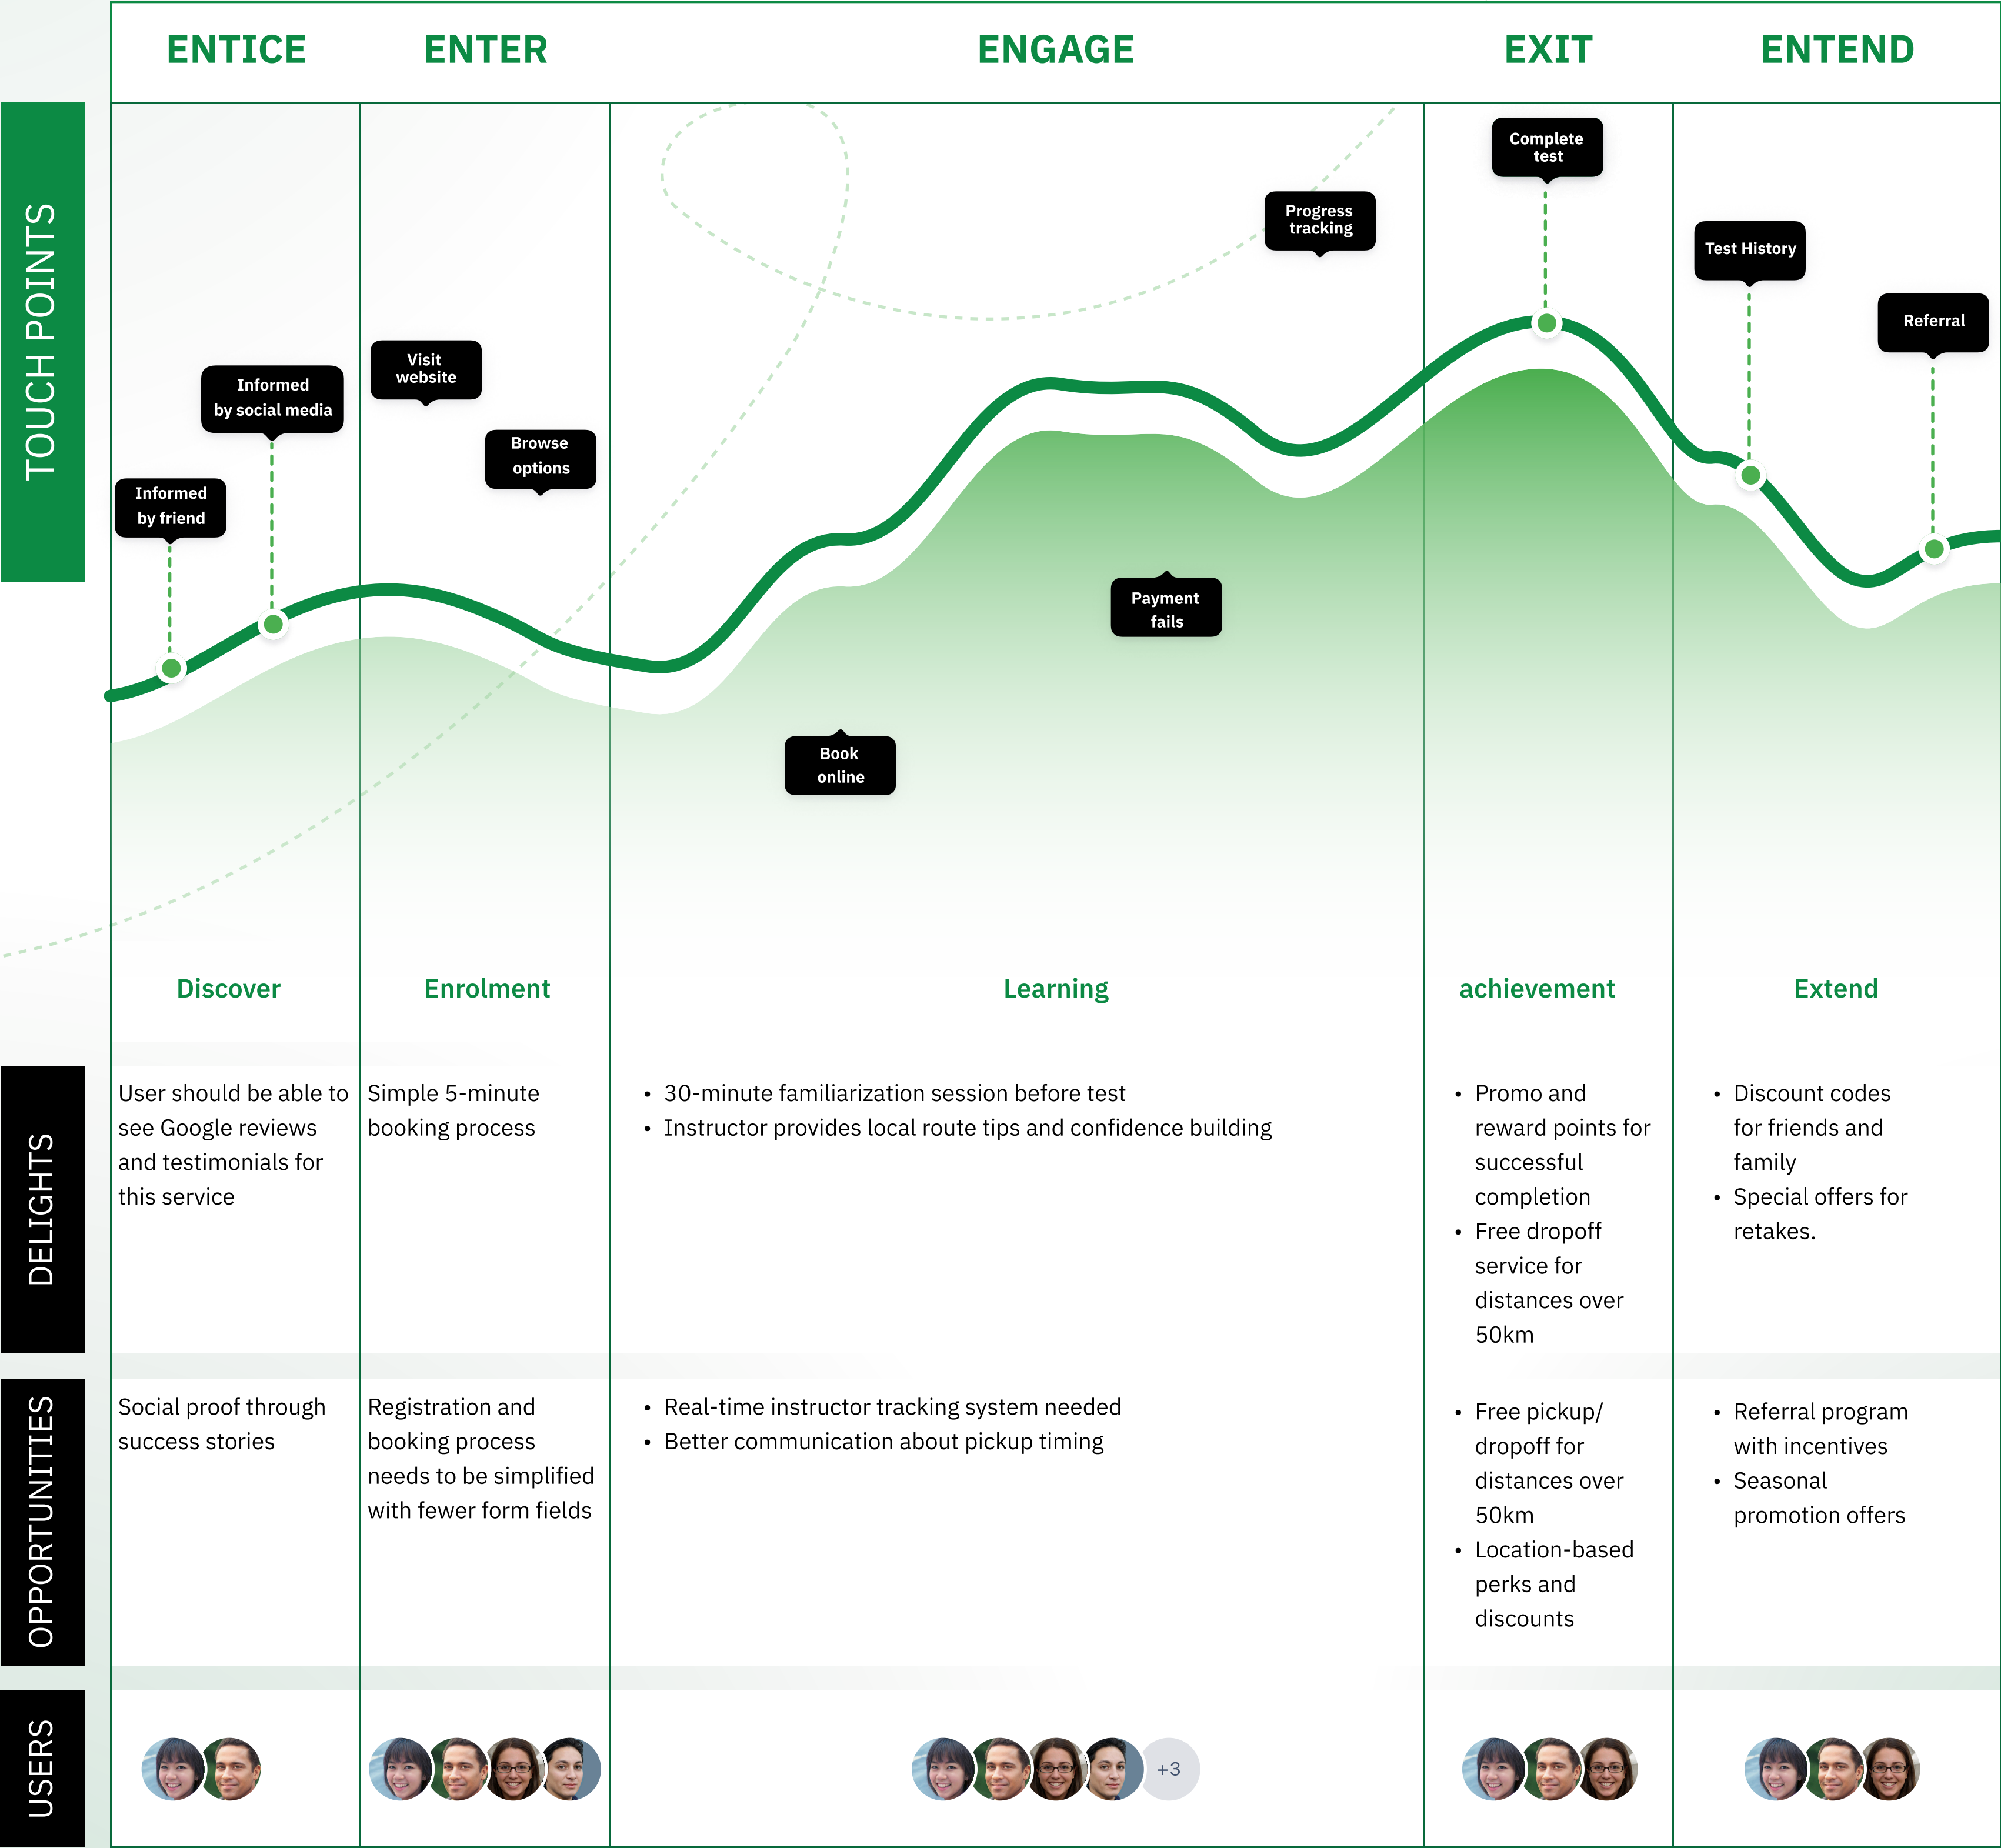 ENTICE
ENTER
ENGAGE
EXIT
ENTEND
TOUCH POINTS
Complete
test
Progress
tracking
Test History
Referral
Visit
website
Informed
by social media
Browse
options
Informed
by friend
Payment
fails
Book
online
Discover
Enrolment
Learning
achievement
Extend
DELIGHTS
User should be able to
see Google reviews
and testimonials for
this service
Simple 5-minute
booking process
• 30-minute familiarization session before test
• Instructor provides local route tips and confidence building
• Promo and
reward points for
successful
completion
• Free dropoff
service for
distances over
50km
• Discount codes
for friends and
family
• Special offers for
retakes.
OPPORTUNITIES
Social proof through
success stories
Registration and
booking process
needs to be simplified
with fewer form fields
• Real-time instructor tracking system needed
• Better communication about pickup timing
• Free pickup/
dropoff for
distances over
50km
• Location-based
perks and
discounts
• Referral program
with incentives
• Seasonal
promotion offers
USERS
+3